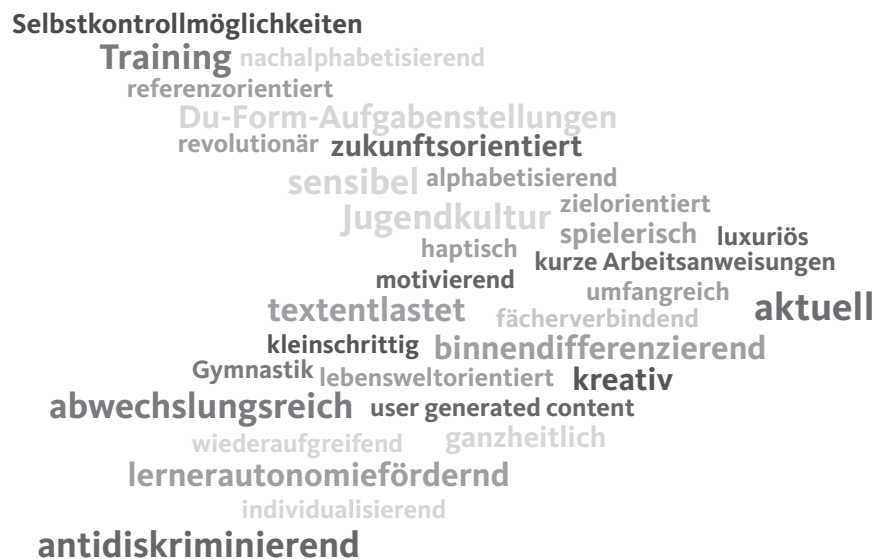 Selbstkontrollmöglichkeiten
Training nachalphabetisierend
referenzorientiert
Du-Form-Aufgabenstellungen
revolutionär zukunftsorientiert
sensibel alphabetisierend
Jugendkultur zielorientiert
spielerisch luxuriös
haptisch kurze Arbeitsanweisungen
motivierend umfangreich
textentlastet fächerverbindend aktuell
kleinschrittig binnendifferenzierend
Gymnastik lebensweltorientiert kreativ
abwechslungsreich user generated content
wiederaufgreifend ganzheitlich
lernerautonomiefördernd
individualisierend
antidiskriminierend